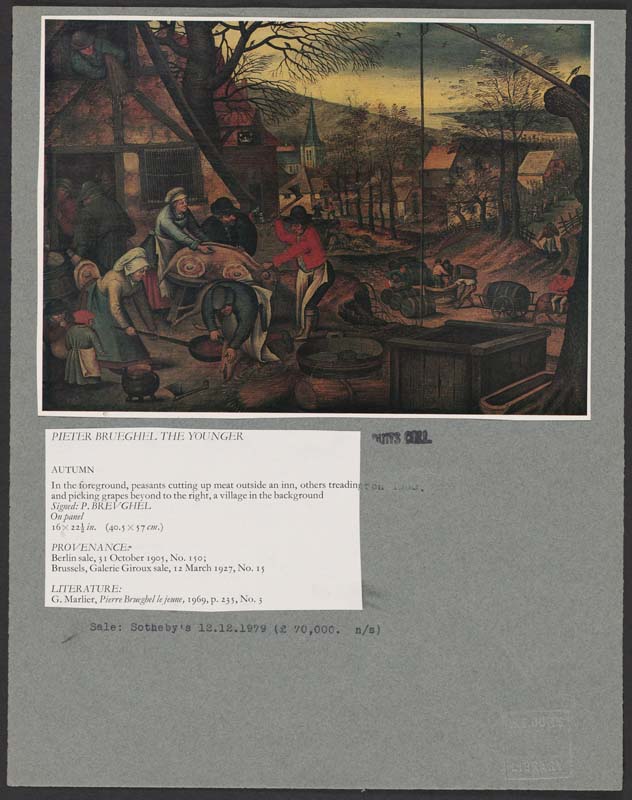 PIETER BRUEGHEL THE YOUNGER
AUTUMN
In the foreground, peasants cutting up meat outside an inn, others treading
and picking grapes beyond to the right, a village in the background
Signed: P. BREVGHEL
On panel
16 × 22½ in. (40.5 × 57 cm.)
PROVENANCE:
Berlin sale, 31 October 1905, No. 150;
Brussels, Galerie Giroux sale, 12 March 1927, No. 15
LITERATURE:
G. Marlier, Pierre Brueghel le jeune, 1969, p. 235, No. 3
COLL.
Sale: Sotheby's 12.12.1979 (£ 70,000. n/s)
LIBRARY